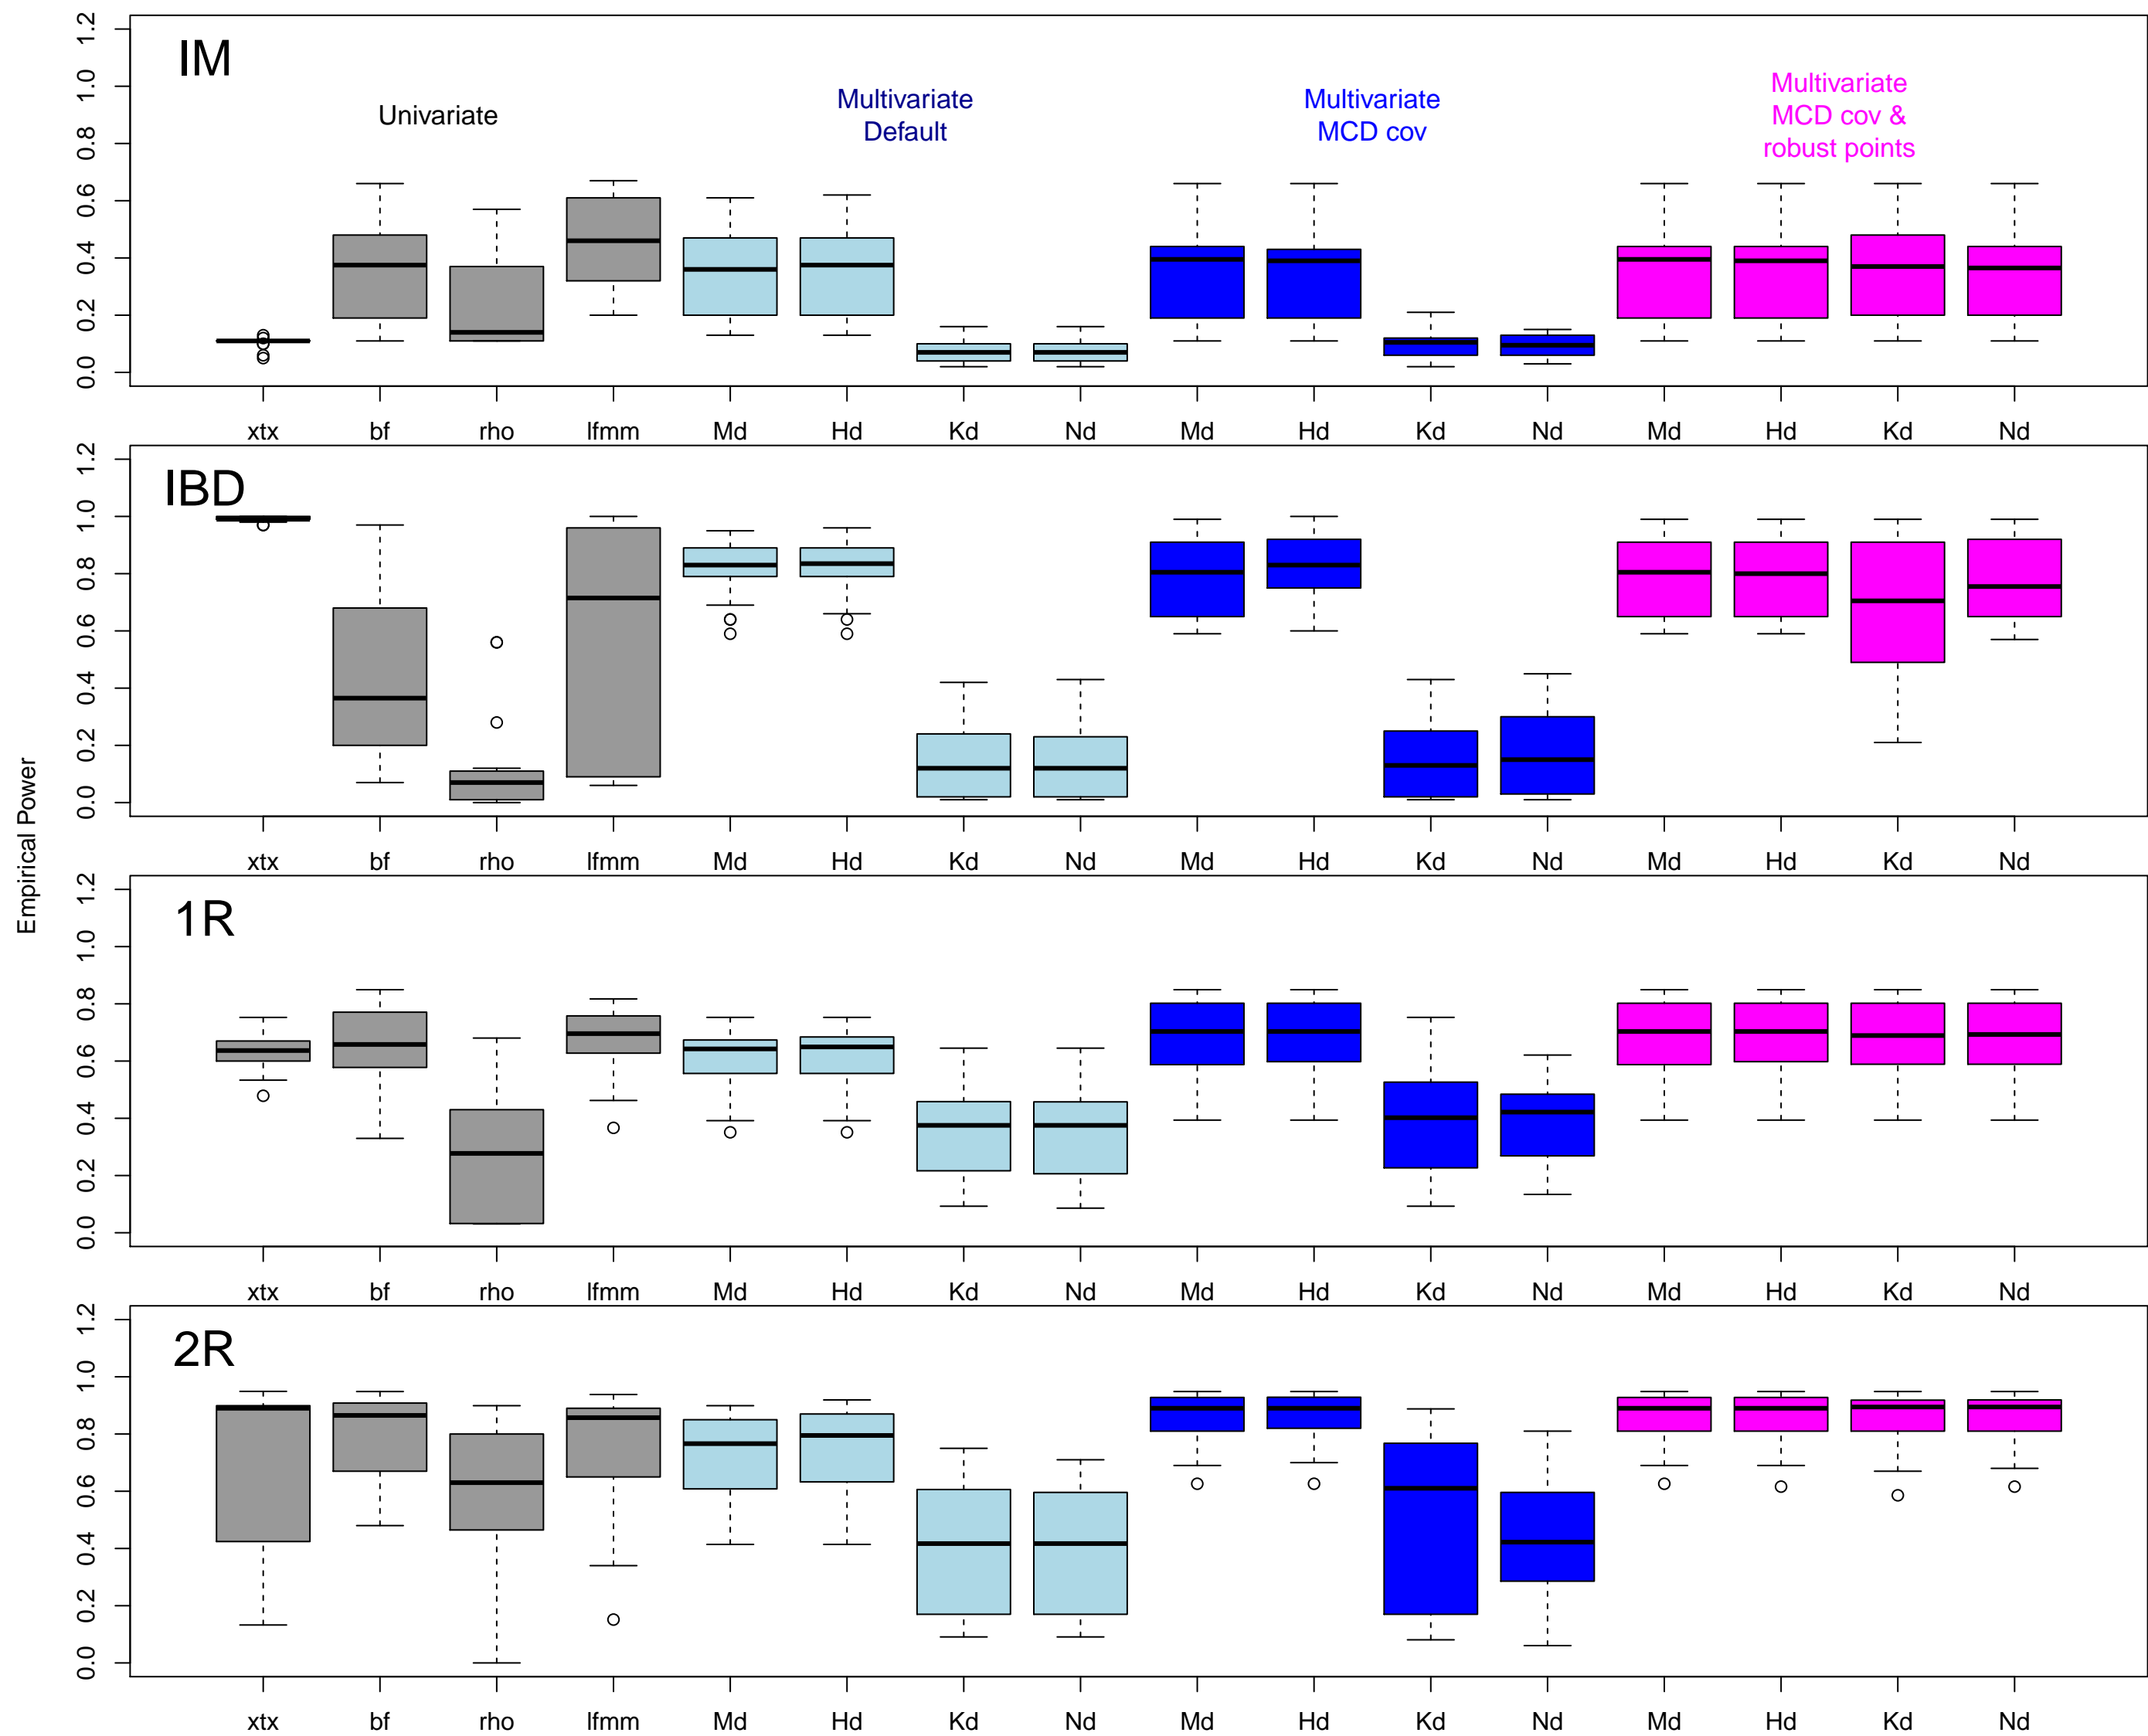 Empirical Power
IM
Univariate
Multivariate
Default
Multivariate
MCD cov
Multivariate
MCD cov &
robust points
0.0 0.2 0.4 0.6 0.8 1.0 1.2
xtx bf rho lfmm Md Hd Kd Nd Md Hd Kd Nd Md Hd Kd Nd
IBD
0.0 0.2 0.4 0.6 0.8 1.0 1.2
xtx bf rho lfmm Md Hd Kd Nd Md Hd Kd Nd Md Hd Kd Nd
1R
0.0 0.2 0.4 0.6 0.8 1.0 1.2
xtx bf rho lfmm Md Hd Kd Nd Md Hd Kd Nd Md Hd Kd Nd
2R
0.0 0.2 0.4 0.6 0.8 1.0 1.2
xtx bf rho lfmm Md Hd Kd Nd Md Hd Kd Nd Md Hd Kd Nd